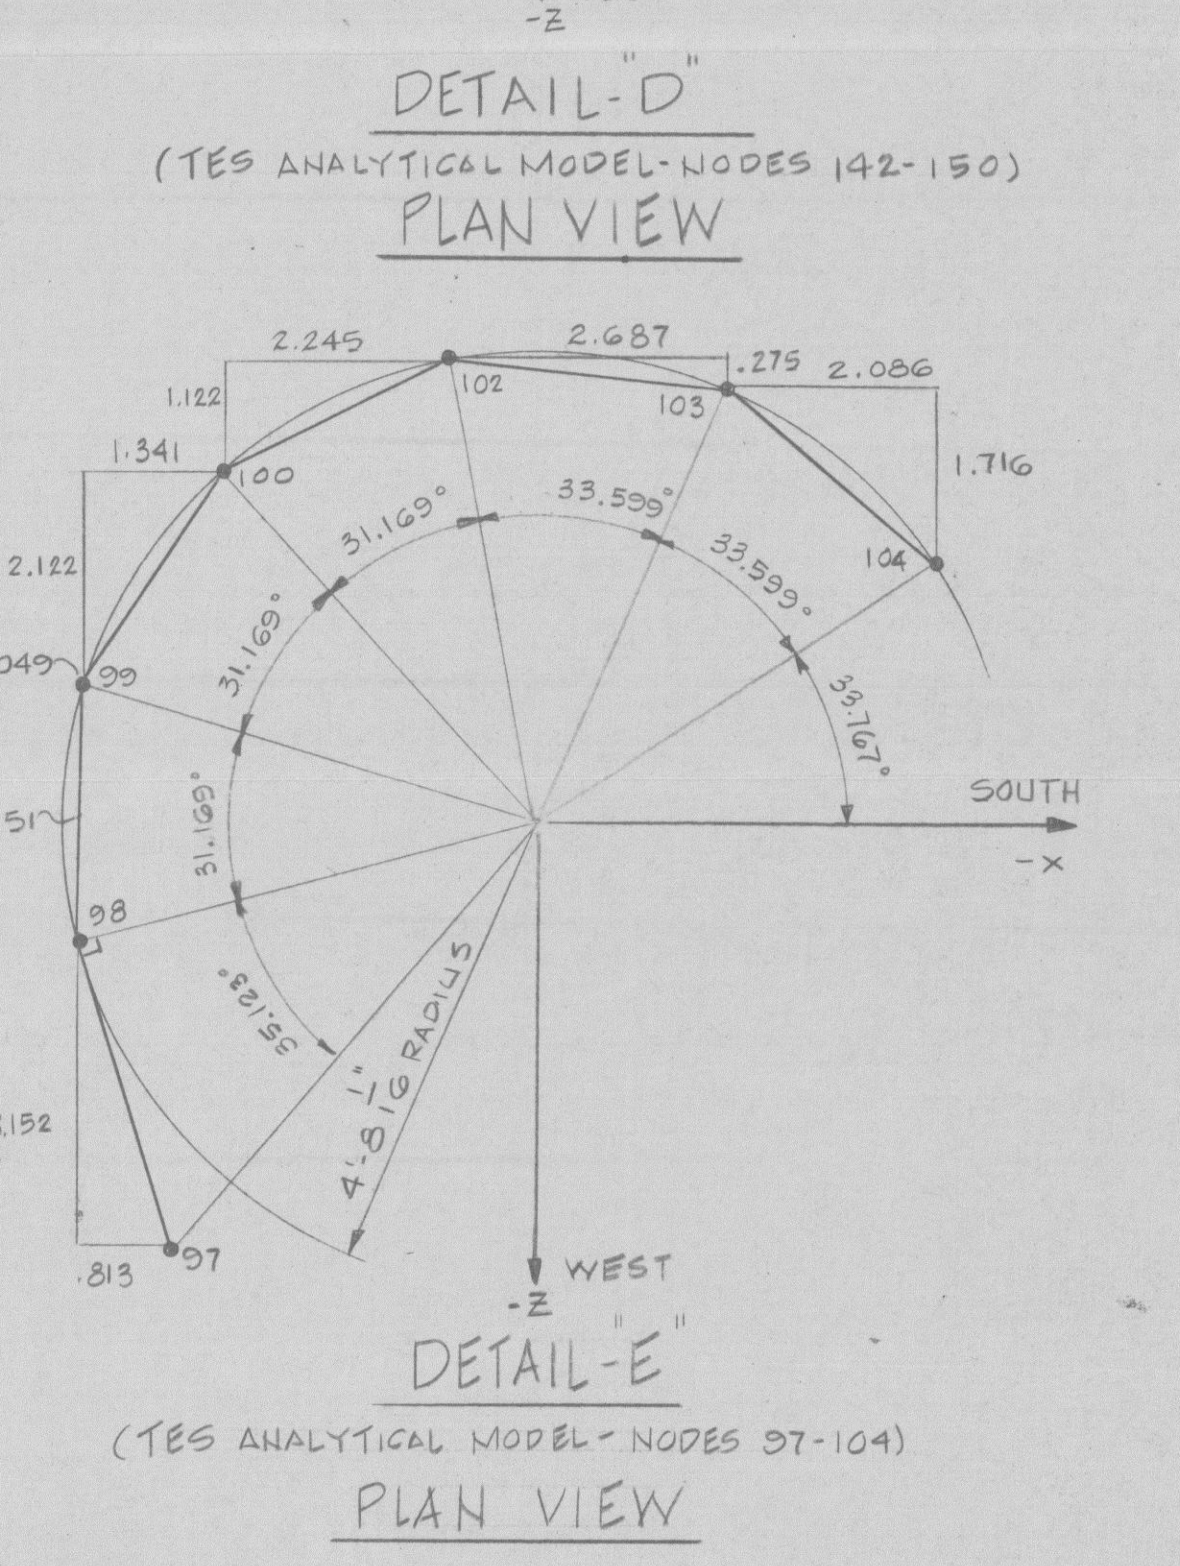 -Z
DETAIL-"D"
(TES ANALYTICAL MODEL-NODES 142-150)
PLAN VIEW
2.245
2.687
.275
2.086
1.122
102
103
1.341
100
1.716
31.169°
33.599°
33.599°
104
2.122
31.169°
049
99
33.767°
31.169°
SOUTH
51
-X
98
35.123°
4'-8 1/16" RADIUS
.152
97
.813
WEST
-Z
DETAIL-"E"
(TES ANALYTICAL MODEL- NODES 97-104)
PLAN VIEW